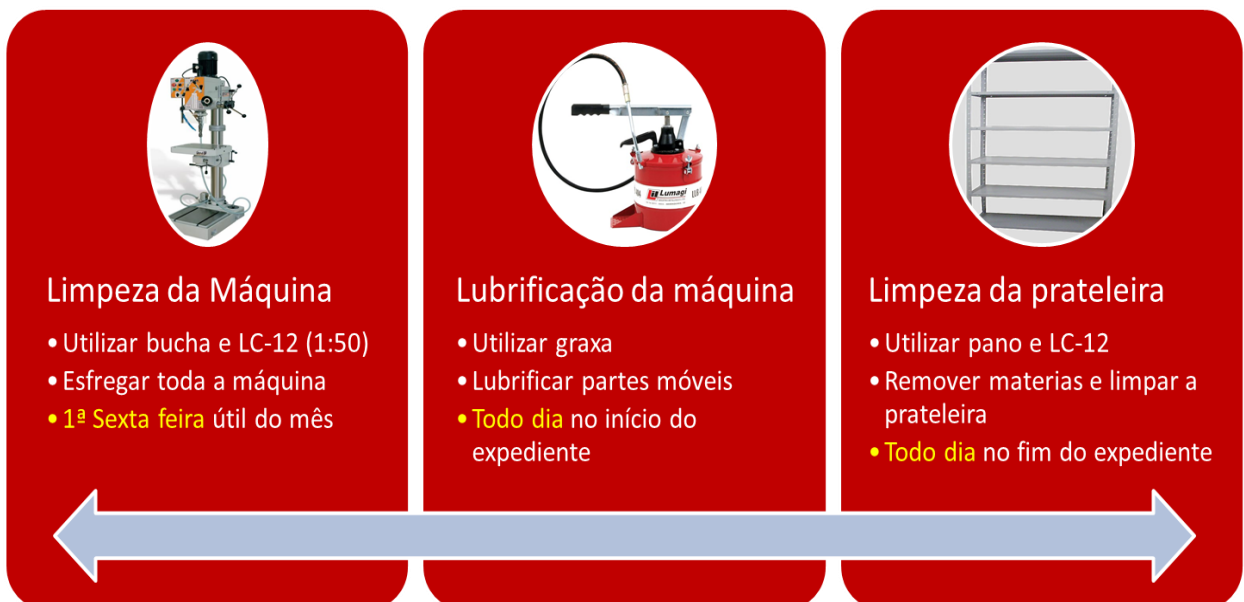 Lumagi
Limpeza da Máquina
• Utilizar bucha e LC-12 (1:50)
• Esfregar toda a máquina
• 1ª Sexta feira útil do mês
Lubrificação da máquina
• Utilizar graxa
• Lubrificar partes móveis
• Todo dia no início do
expediente
Limpeza da prateleira
• Utilizar pano e LC-12
• Remover materias e limpar a
prateleira
• Todo dia no fim do expediente